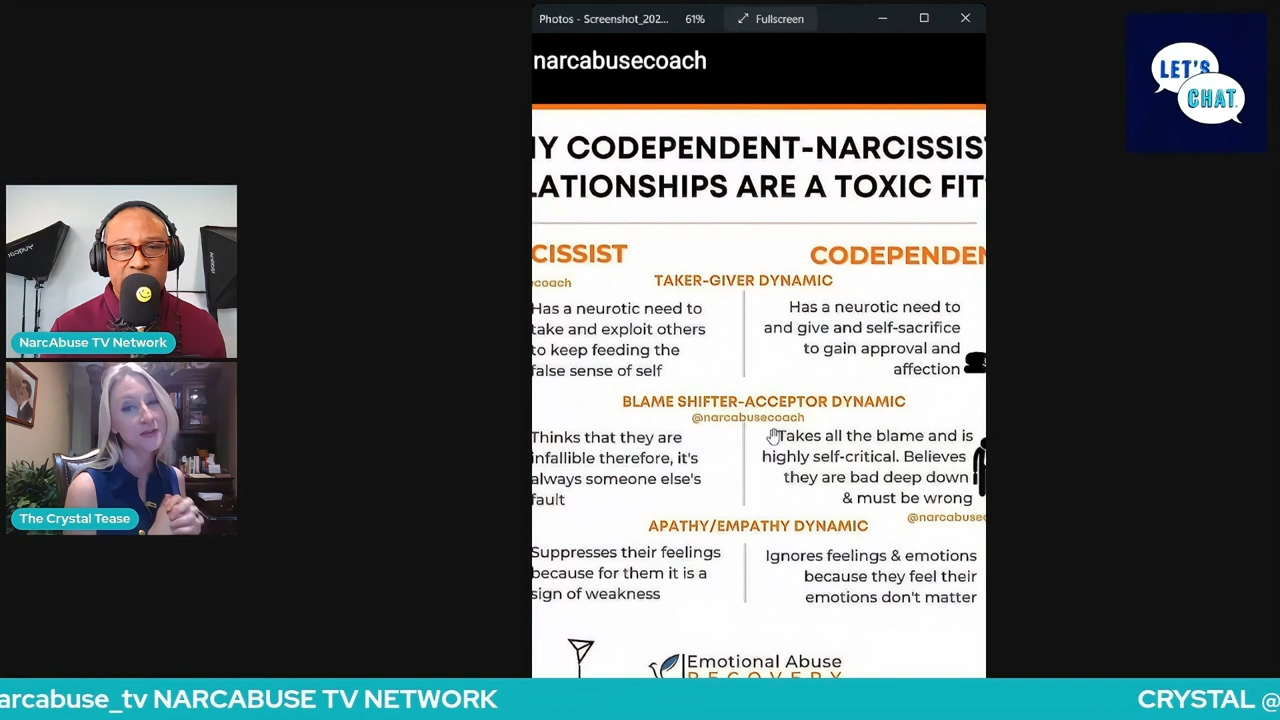 Photos - Screenshot_202... 61% Fullscreen
narcabusecoach
LET'S
CHAT
IY CODEPENDENT-NARCISSIST
LATIONSHIPS ARE A TOXIC FIT
CISSIST
CODEPENDEN
coach
TAKER-GIVER DYNAMIC
Has a neurotic need to
take and exploit others
to keep feeding the
false sense of self
Has a neurotic need to
and give and self-sacrifice
to gain approval and
affection
BLAME SHIFTER-ACCEPTOR DYNAMIC
@narcabusecoach
Thinks that they are
infallible therefore, it's
always someone else's
fault
Takes all the blame and is
highly self-critical. Believes
they are bad deep down
& must be wrong
@narcabusec
APATHY/EMPATHY DYNAMIC
Suppresses their feelings
because for them it is a
sign of weakness
Ignores feelings & emotions
because they feel their
emotions don't matter
Emotional Abuse
RECOVERY
NarcAbuse TV Network
The Crystal Tease
arcabuse_tv NARCABUSE TV NETWORK
CRYSTAL @